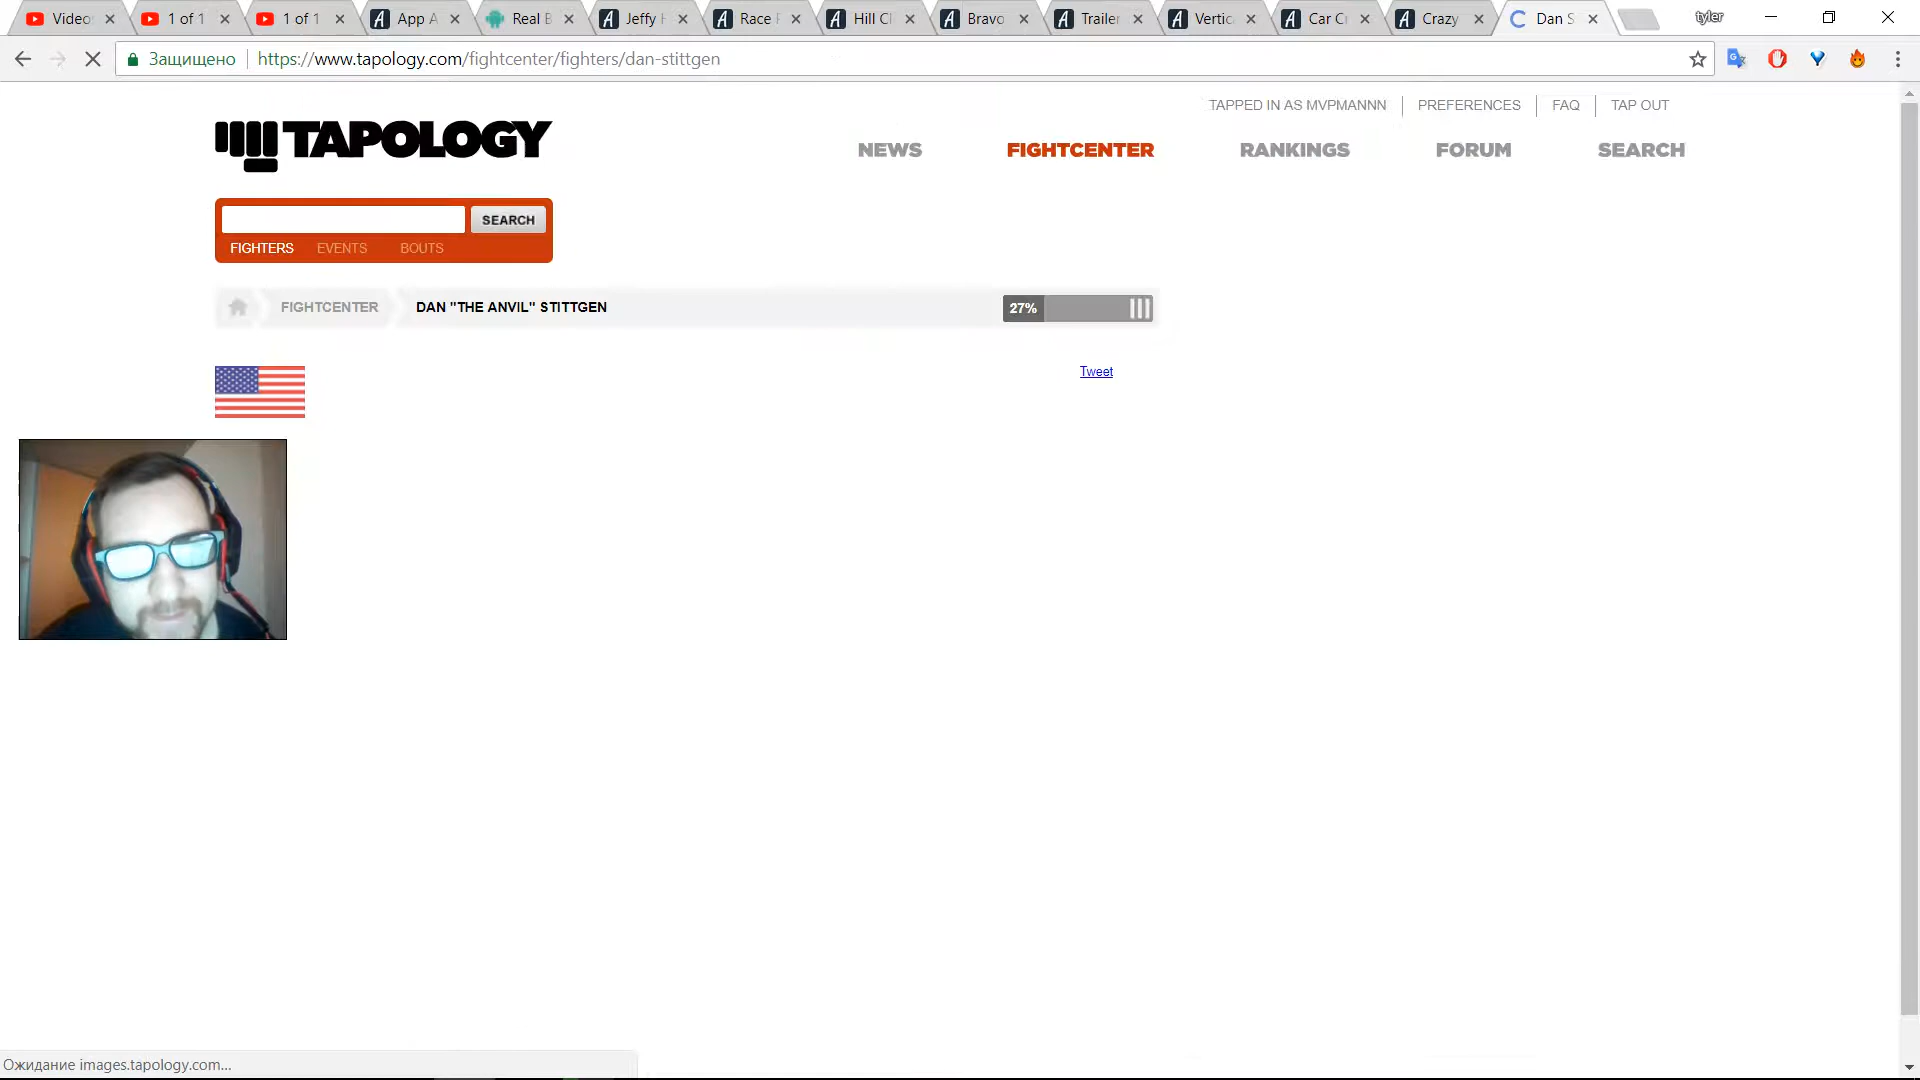 Video
1 of 1
1 of 1
App A
Real B
Jeffy H
Race
Hill Cl
Bravo
Trailer
Vertic
Car C
Crazy
Dan S
tyler
Защищено
https://www.tapology.com/fightcenter/fighters/dan-stittgen
TAPPED IN AS MVPMANNN
PREFERENCES
FAQ
TAP OUT
TAPOLOGY
NEWS
FIGHTCENTER
RANKINGS
FORUM
SEARCH
SEARCH
FIGHTERS
EVENTS
BOUTS
FIGHTCENTER
DAN "THE ANVIL" STITTGEN
27%
Tweet
Ожидание images.tapology.com...